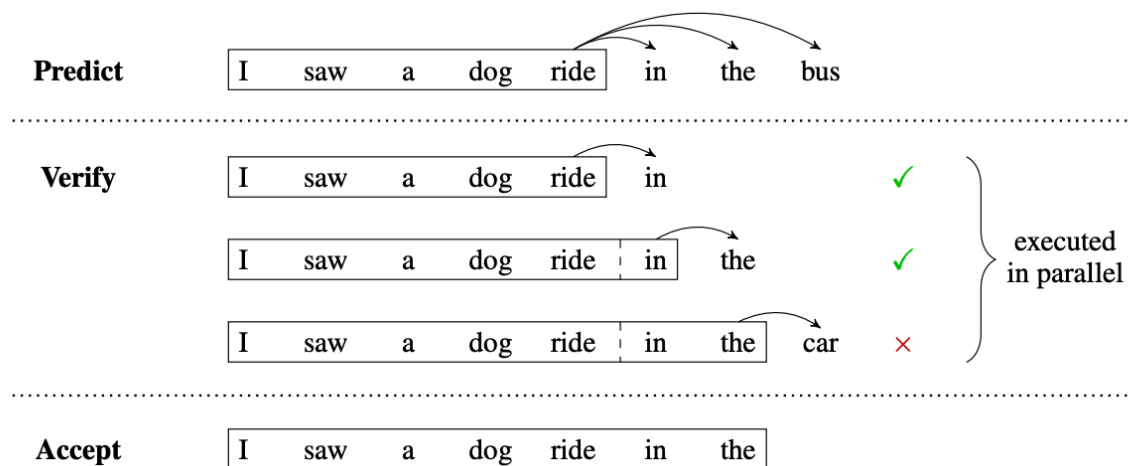 Predict I saw a dog ride in the bus
Verify I saw a dog ride in ✓
I saw a dog ride in the ✓
executed
in parallel
I saw a dog ride in the car ×
Accept I saw a dog ride in the